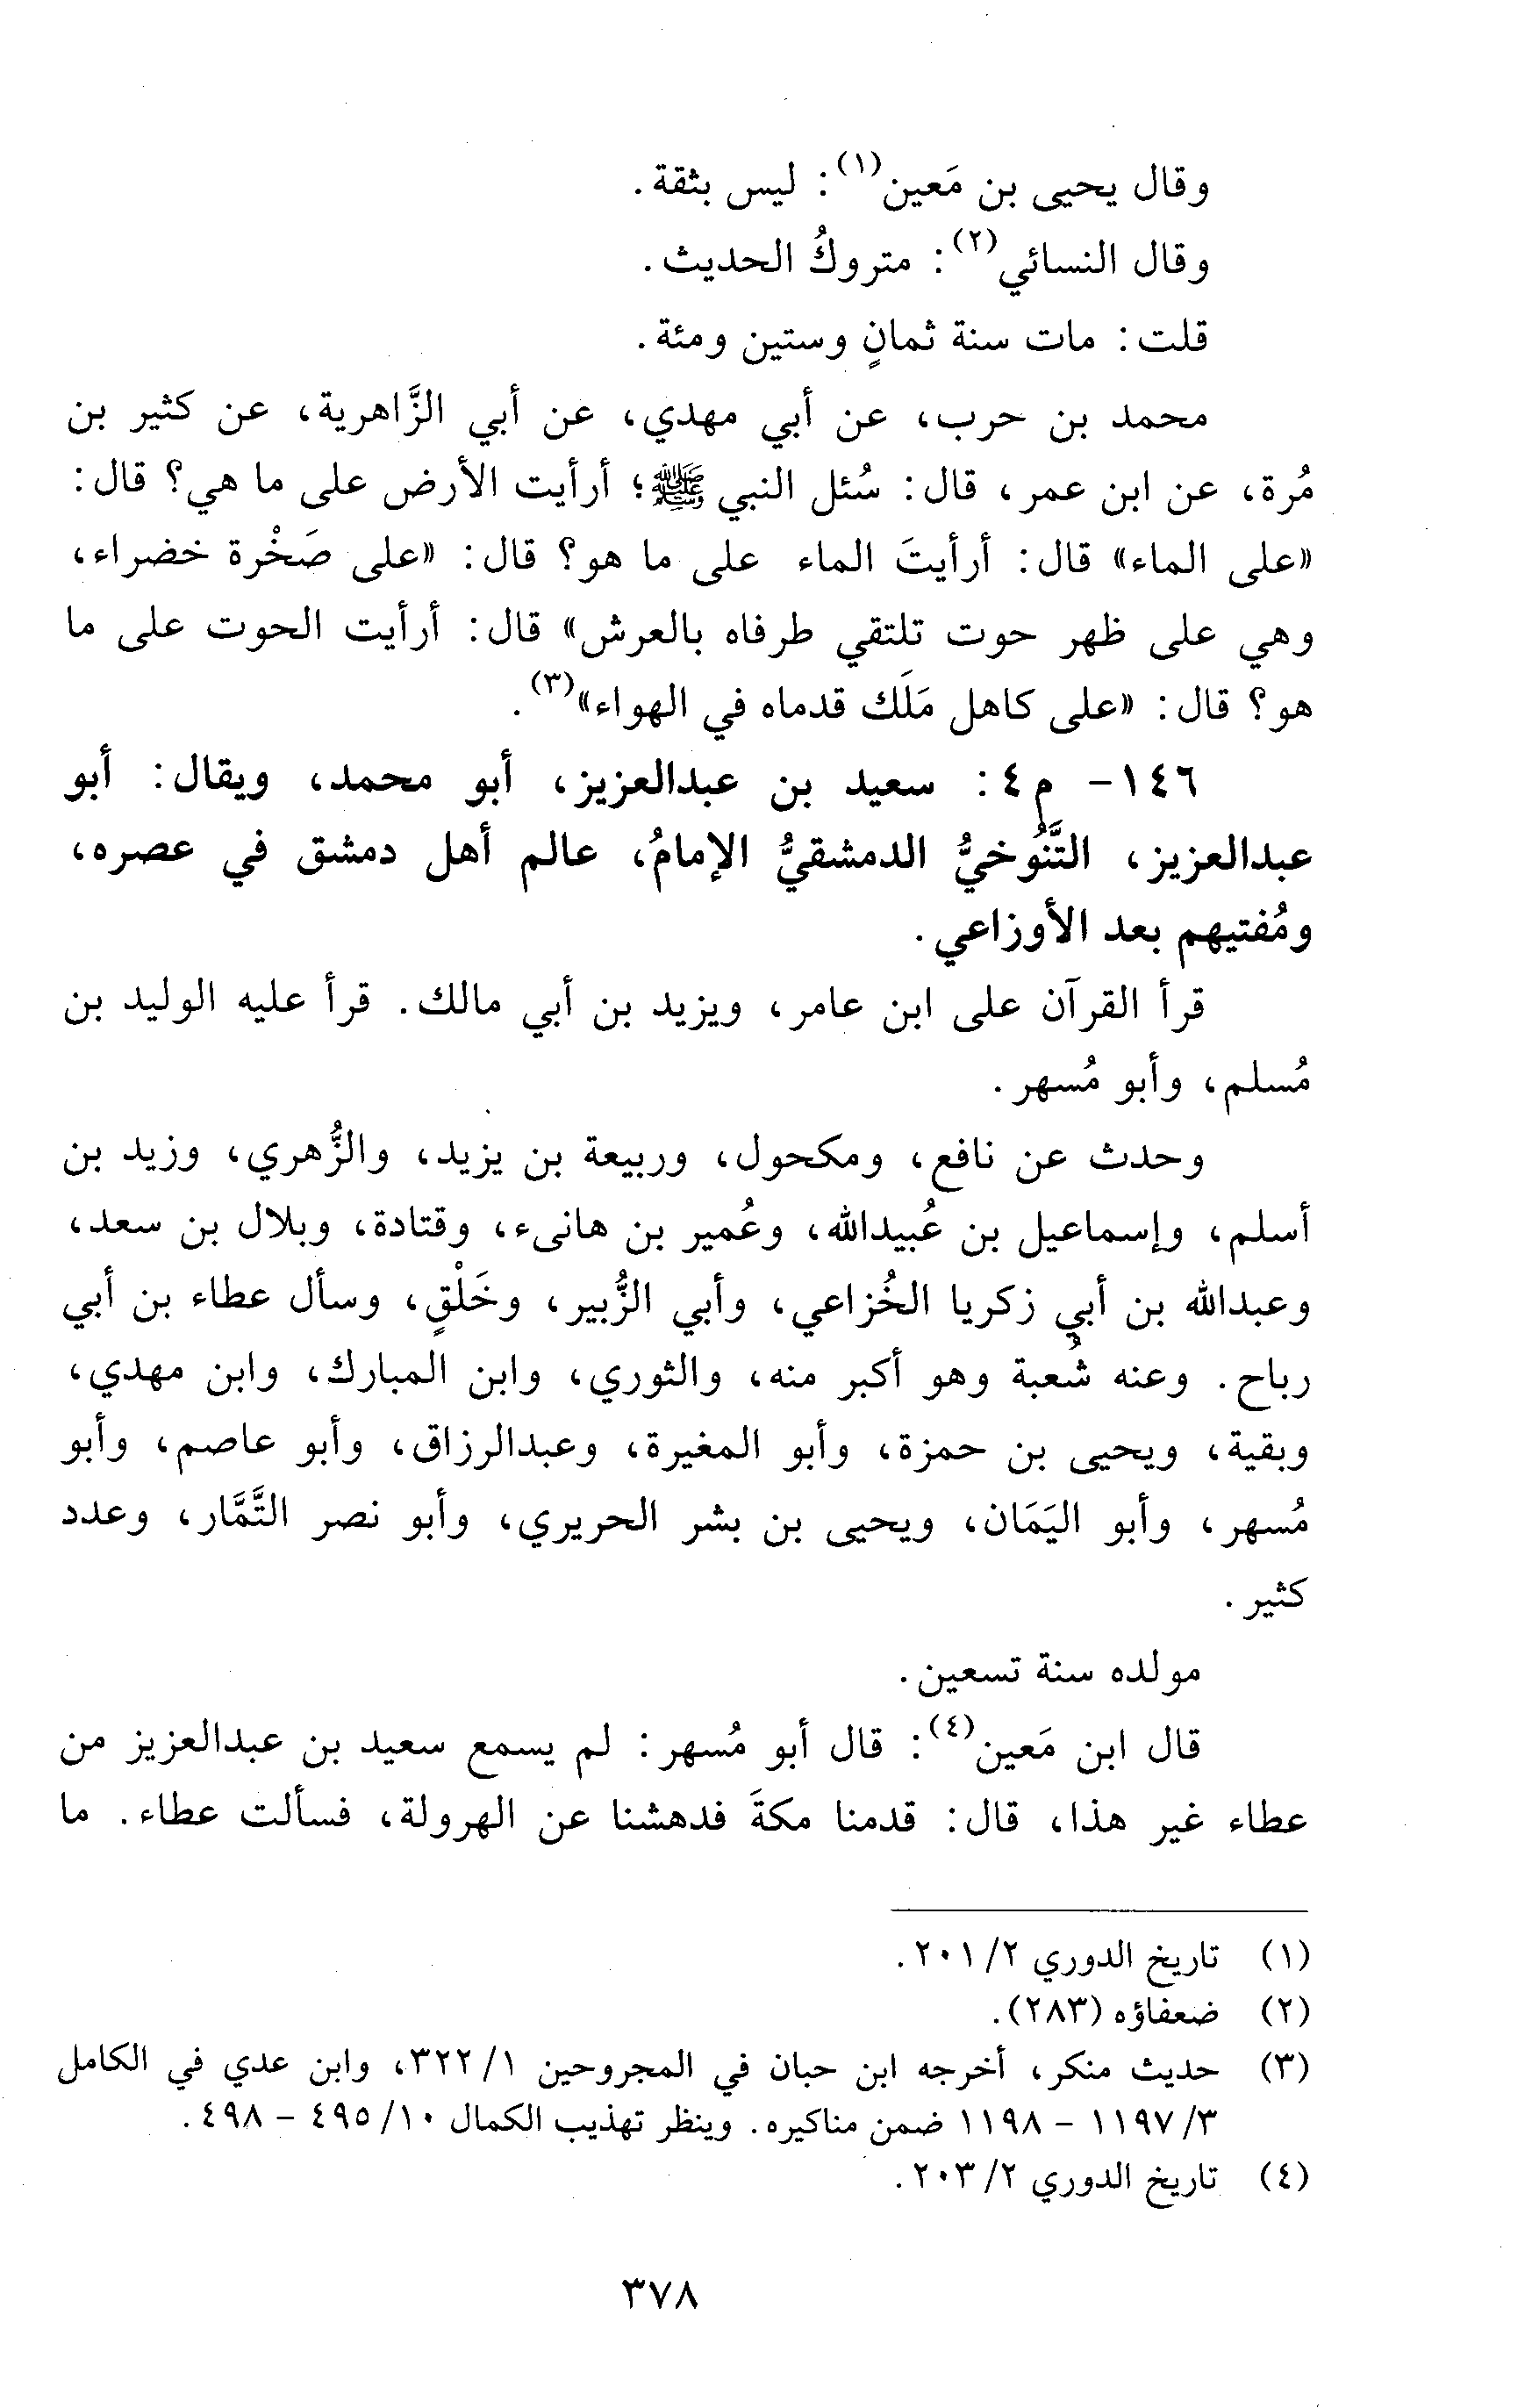 وقال يحيى بن مَعين(١): ليس بثقة.
وقال النسائي(٢): متروكُ الحديث.
قلت: مات سنة ثمانٍ وستين ومئة.
محمد بن حرب، عن أبي مهدي، عن أبي الزَّاهرية، عن كثير بن
مُرة، عن ابن عمر، قال: سُئل النبي ﷺ؛ أرأيت الأرض على ما هي؟ قال:
«على الماء» قال: أرأيتَ الماء على ما هو؟ قال: «على صَخْرة خضراء،
وهي على ظهر حوت تلتقي طرفاه بالعرش» قال: أرأيت الحوت على ما
هو؟ قال: «على كاهل مَلَك قدماه في الهواء»(٣).
١٤٦- م٤: سعيد بن عبدالعزيز، أبو محمد، ويقال: أبو
عبدالعزيز، التَّنُوخيُّ الدمشقيُّ الإمامُ، عالم أهل دمشق في عصره،
ومُفتيهم بعد الأوزاعي.
قرأ القرآن على ابن عامر، ويزيد بن أبي مالك. قرأ عليه الوليد بن
مُسلم، وأبو مُسهر.
وحدث عن نافع، ومكحول، وربيعة بن يزيد، والزُّهري، وزيد بن
أسلم، وإسماعيل بن عُبيدالله، وعُمير بن هانىء، وقتادة، وبلال بن سعد،
وعبدالله بن أبي زكريا الخُزاعي، وأبي الزُّبير، وخَلْقٍ، وسأل عطاء بن أبي
رباح. وعنه شُعبة وهو أكبر منه، والثوري، وابن المبارك، وابن مهدي،
وبقية، ويحيى بن حمزة، وأبو المغيرة، وعبدالرزاق، وأبو عاصم، وأبو
مُسهر، وأبو اليَمَان، ويحيى بن بشر الحريري، وأبو نصر التَّمَّار، وعدد
كثير.
مولده سنة تسعين.
قال ابن مَعين(٤): قال أبو مُسهر: لم يسمع سعيد بن عبدالعزيز من
عطاء غير هذا، قال: قدمنا مكةَ فدهشنا عن الهرولة، فسألت عطاء. ما
(١) تاريخ الدوري ٢/ ٢٠١.
(٢) ضعفاؤه (٢٨٣).
(٣) حديث منكر، أخرجه ابن حبان في المجروحين ١/ ٣٢٢، وابن عدي في الكامل
٣/ ١١٩٧ - ١١٩٨ ضمن مناكيره. وينظر تهذيب الكمال ١٠/ ٤٩٥ - ٤٩٨.
(٤) تاريخ الدوري ٢/ ٢٠٣.
٣٧٨